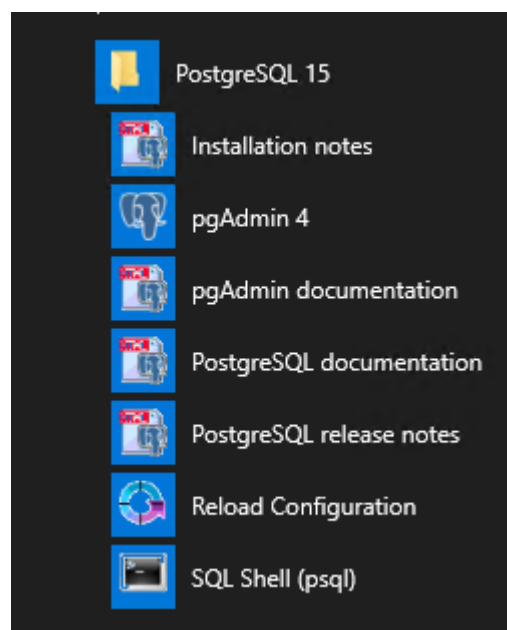 PostgreSQL 15
Installation notes
pgAdmin 4
pgAdmin documentation
PostgreSQL documentation
PostgreSQL release notes
Reload Configuration
SQL Shell (psql)